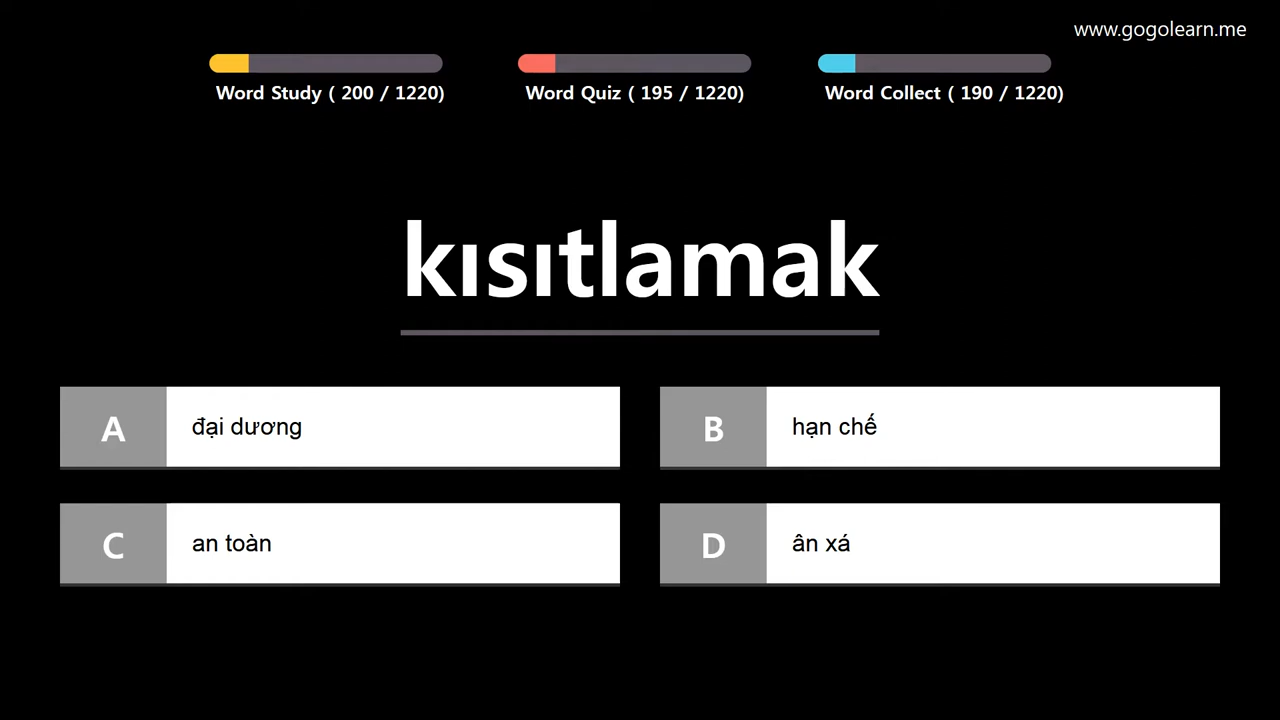 www.gogolearn.me
Word Study ( 200 / 1220)
Word Quiz ( 195 / 1220)
Word Collect ( 190 / 1220)
kısıtlamak
A đại dương
B hạn chế
C an toàn
D ân xá